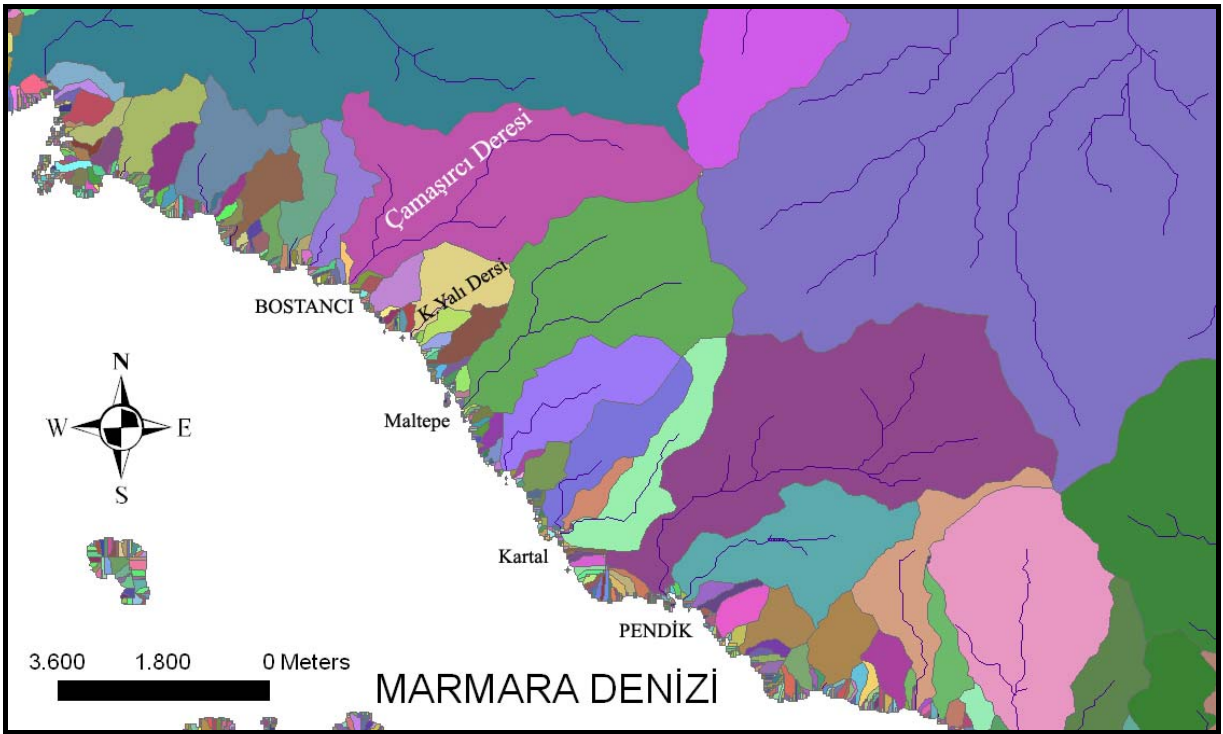 Çamaşırcı Deresi
K.Yalı Dersi
BOSTANCI
N
W E
S
Maltepe
Kartal
PENDİK
3.600 1.800 0 Meters
MARMARA DENİZİ